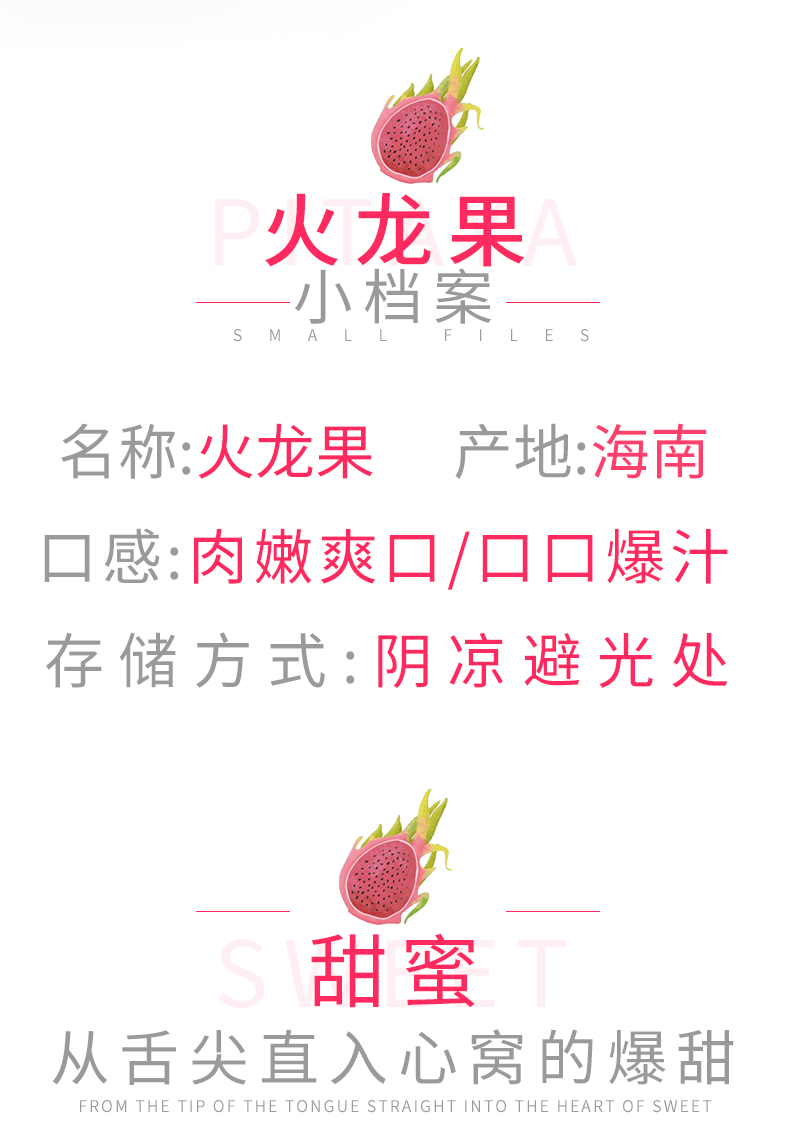 火龙果
小档案
SMALL FILES
名称:火龙果 产地:海南
口感:肉嫩爽口/口口爆汁
存储方式:阴凉避光处
SWEET
甜蜜
从舌尖直入心窝的爆甜
FROM THE TIP OF THE TONGUE STRAIGHT INTO THE HEART OF SWEET